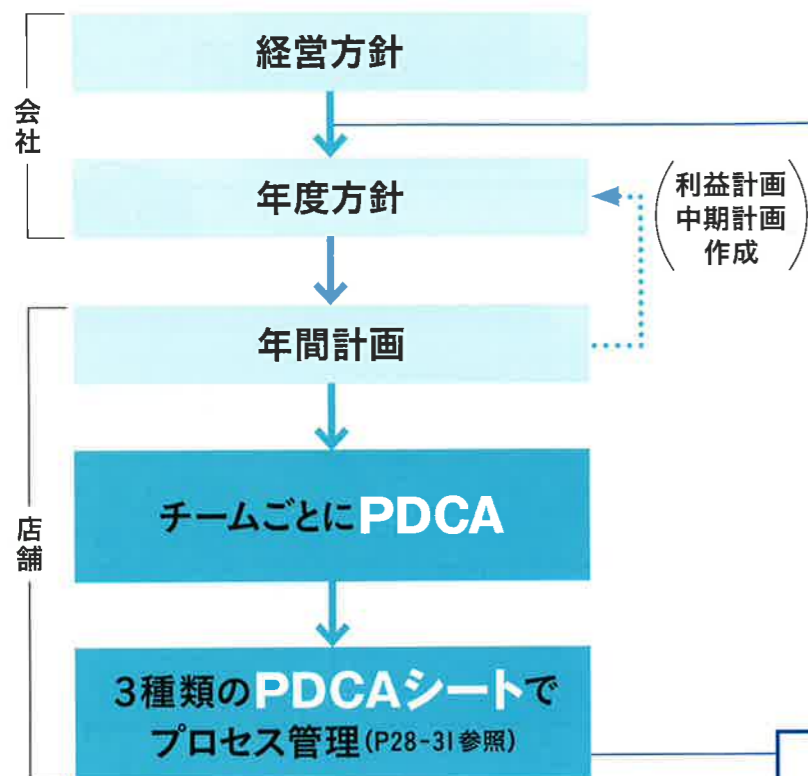 経営方針
会社
年度方針
利益計画
中期計画
作成
年間計画
チームごとにPDCA
店舗
3種類のPDCAシートで
プロセス管理(P28-31参照)